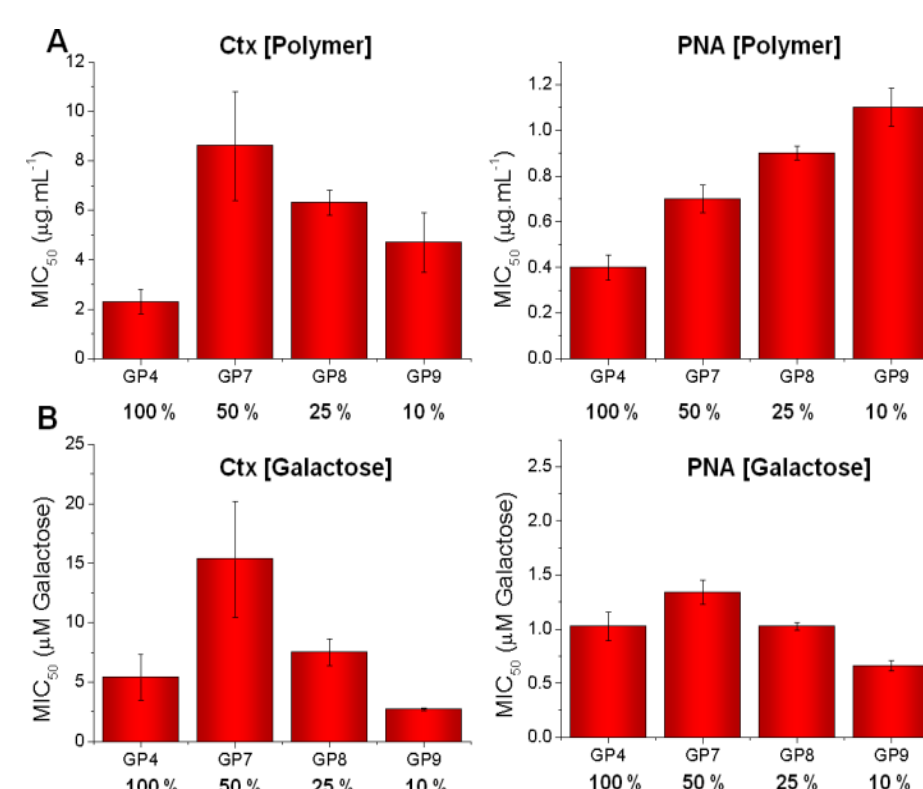 A
Ctx [Polymer]
MIC50 (µg.mL-1)
12
10
8
6
4
2
0
GP4 GP7 GP8 GP9
100 % 50 % 25 % 10 %
PNA [Polymer]
MIC50 (µg.mL-1)
1.2
1.0
0.8
0.6
0.4
0.2
0.0
GP4 GP7 GP8 GP9
100 % 50 % 25 % 10 %
B
Ctx [Galactose]
MIC50 (µM Galactose)
25
20
15
10
5
0
GP4 GP7 GP8 GP9
100 % 50 % 25 % 10 %
PNA [Galactose]
MIC50 (µM Galactose)
2.5
2.0
1.5
1.0
0.5
0.0
GP4 GP7 GP8 GP9
100 % 50 % 25 % 10 %